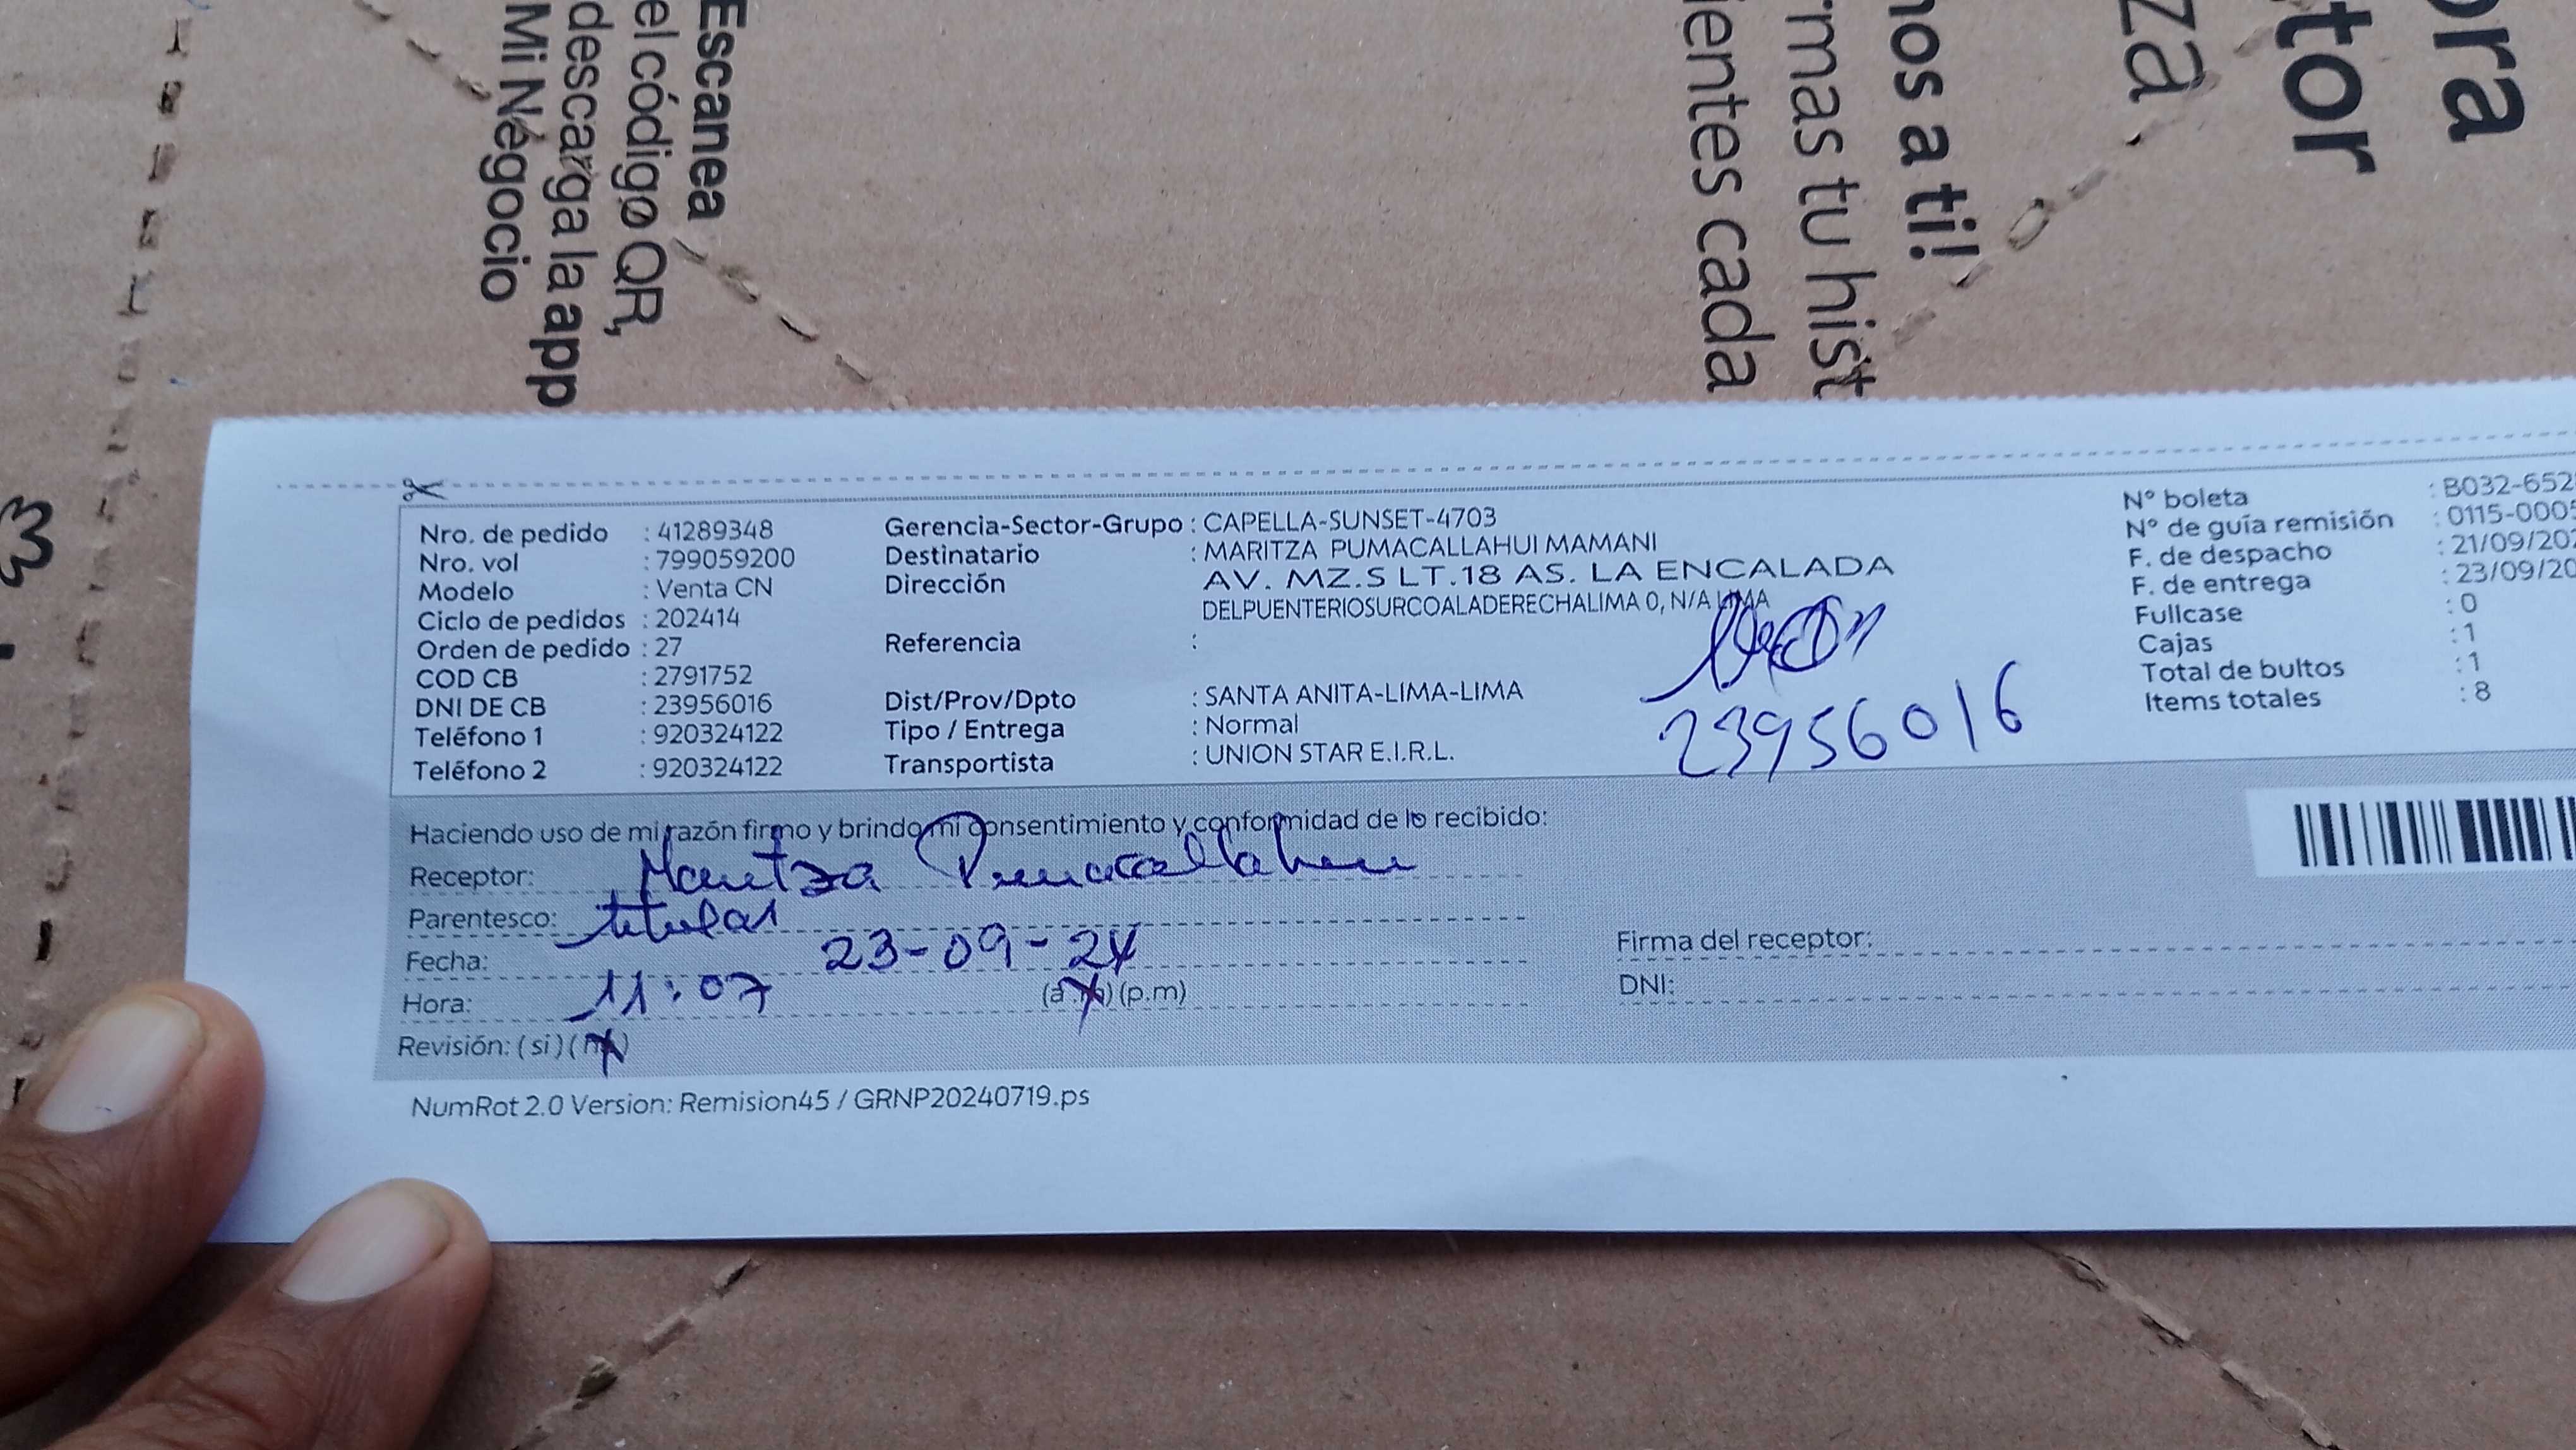 Escanea
el código QR,
descarga la app
Mi Negocio
nos a ti!
rmas tu hist
ientes cada
za.
tor
ora
Nro. de pedido : 41289348
Nro. vol : 799059200
Modelo : Venta CN
Ciclo de pedidos : 202414
Orden de pedido : 27
COD CB : 2791752
DNI DE CB : 23956016
Teléfono 1 : 920324122
Teléfono 2 : 920324122
Gerencia-Sector-Grupo : CAPELLA-SUNSET-4703
Destinatario : MARITZA PUMACALLAHUI MAMANI
Dirección AV. MZ.S LT.18 AS. LA ENCALADA
DELPUENTERIOSURCOALADERECHALIMA 0, N/A LIMA
Referencia :
Dist/Prov/Dpto : SANTA ANITA-LIMA-LIMA
Tipo / Entrega : Normal
Transportista : UNION STAR E.I.R.L.
23956016
N° boleta : B032-652
N° de guía remisión : 0115-000
F. de despacho : 21/09/20
F. de entrega : 23/09/20
Fullcase : 0
Cajas : 1
Total de bultos : 1
Items totales : 8
Haciendo uso de mi razón firmo y brindo mi consentimiento y conformidad de lo recibido:
Receptor: Maritza Pumacallahui
Parentesco: titular
Fecha: 23-09-24
Hora: 11:07 (a.m) (p.m)
Revisión: (si) (no)
Firma del receptor:
DNI:
NumRot 2.0 Version: Remision45 / GRNP20240719.ps